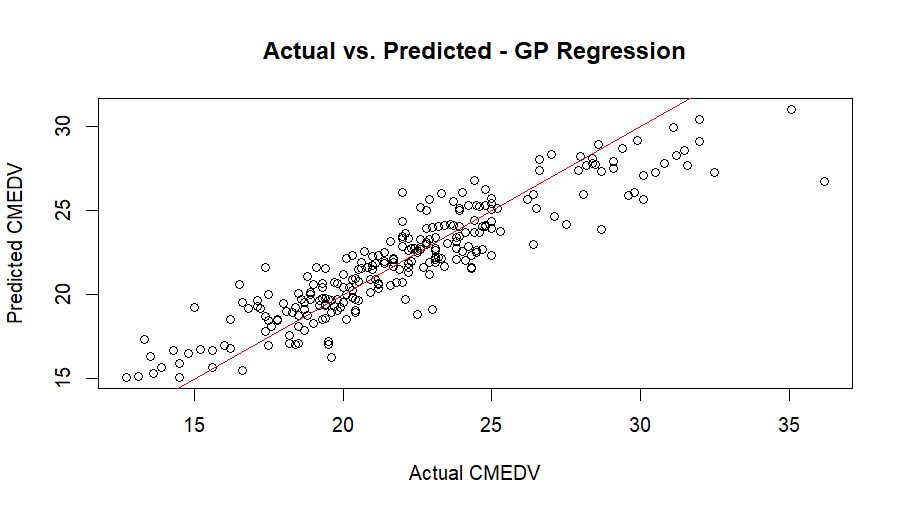 Actual vs. Predicted - GP Regression
Predicted CMEDV
30
25
20
15
15 20 25 30 35
Actual CMEDV